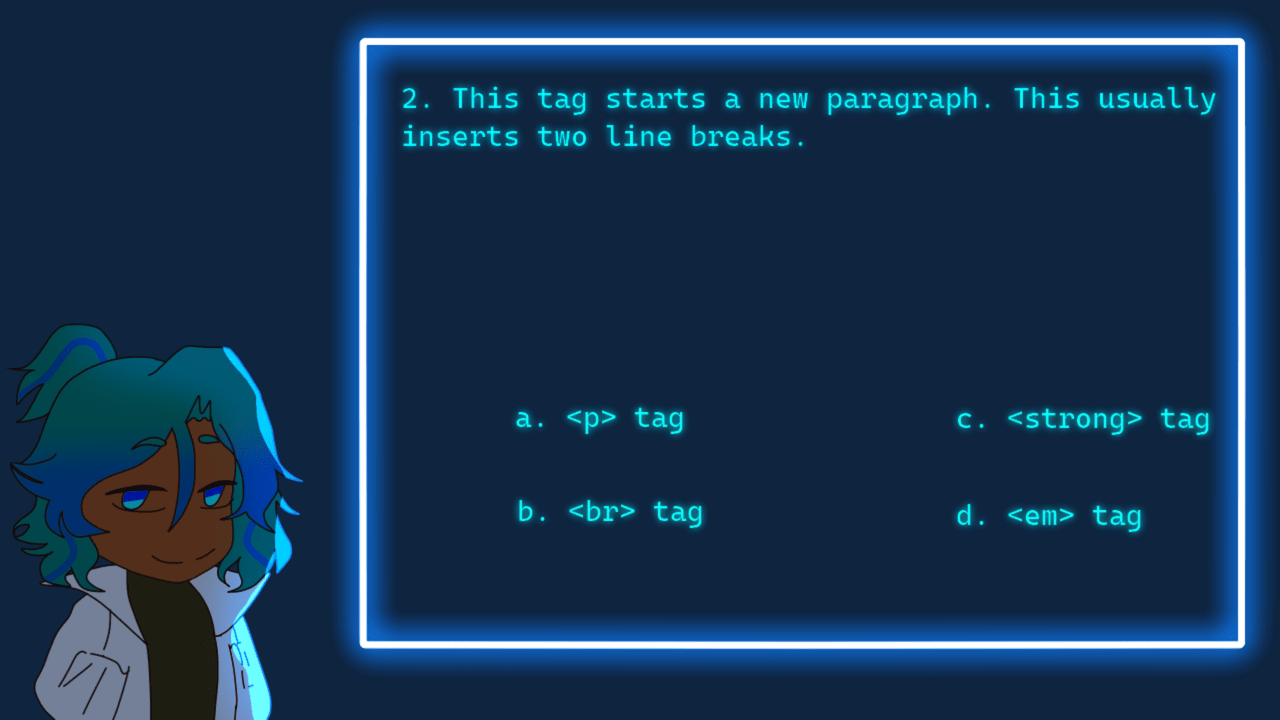 2. This tag starts a new paragraph. This usually
inserts two line breaks.
a. <p> tag
c. <strong> tag
b. <br> tag
d. <em> tag